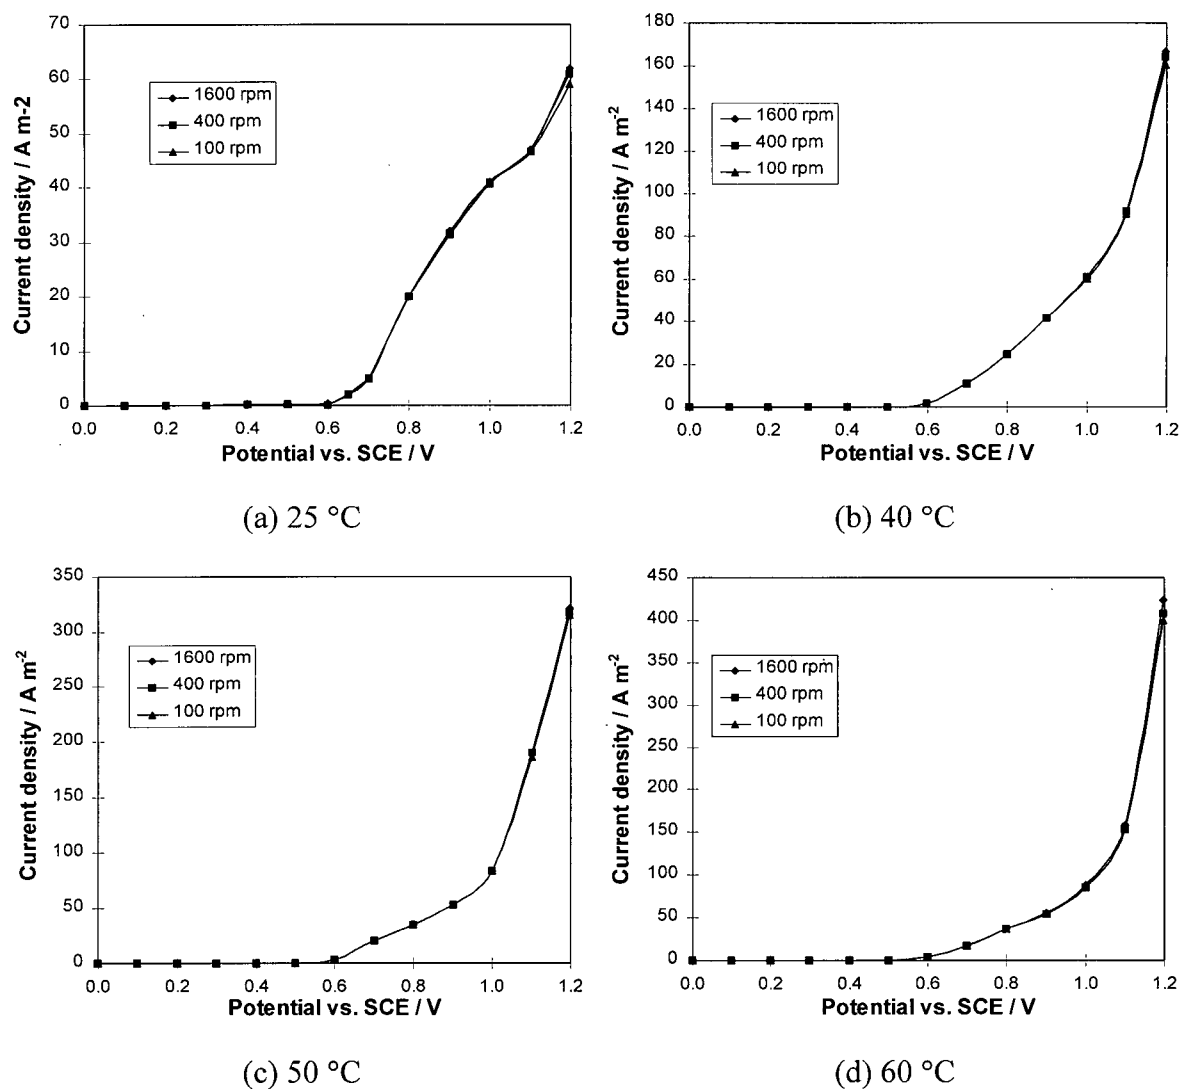 70
60
50
40
30
20
10
0
Current density / A m-2
1600 rpm
400 rpm
100 rpm
0.0 0.2 0.4 0.6 0.8 1.0 1.2
Potential vs. SCE / V
(a) 25 °C
180
160
140
120
100
80
60
40
20
0
Current density / A m-2
1600 rpm
400 rpm
100 rpm
0.0 0.2 0.4 0.6 0.8 1.0 1.2
Potential vs. SCE / V
(b) 40 °C
350
300
250
200
150
100
50
0
Current density / A m-2
1600 rpm
400 rpm
100 rpm
0.0 0.2 0.4 0.6 0.8 1.0 1.2
Potential vs. SCE / V
(c) 50 °C
450
400
350
300
250
200
150
100
50
0
Current density / A m-2
1600 rpm
400 rpm
100 rpm
0.0 0.2 0.4 0.6 0.8 1.0 1.2
Potential vs. SCE / V
(d) 60 °C